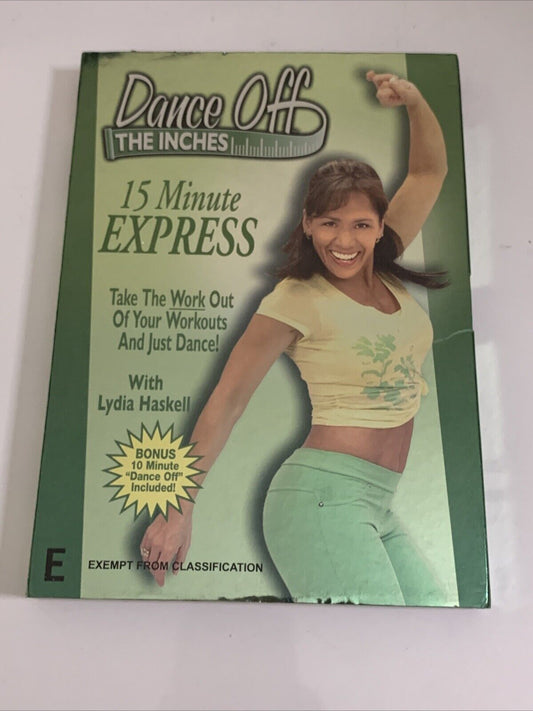 Dance Off
THE INCHES
15 Minute
EXPRESS
Take The Work Out
Of Your Workouts
And Just Dance!
With
Lydia Haskell
BONUS
10 Minute
"Dance Off"
Included!
E
EXEMPT FROM CLASSIFICATION